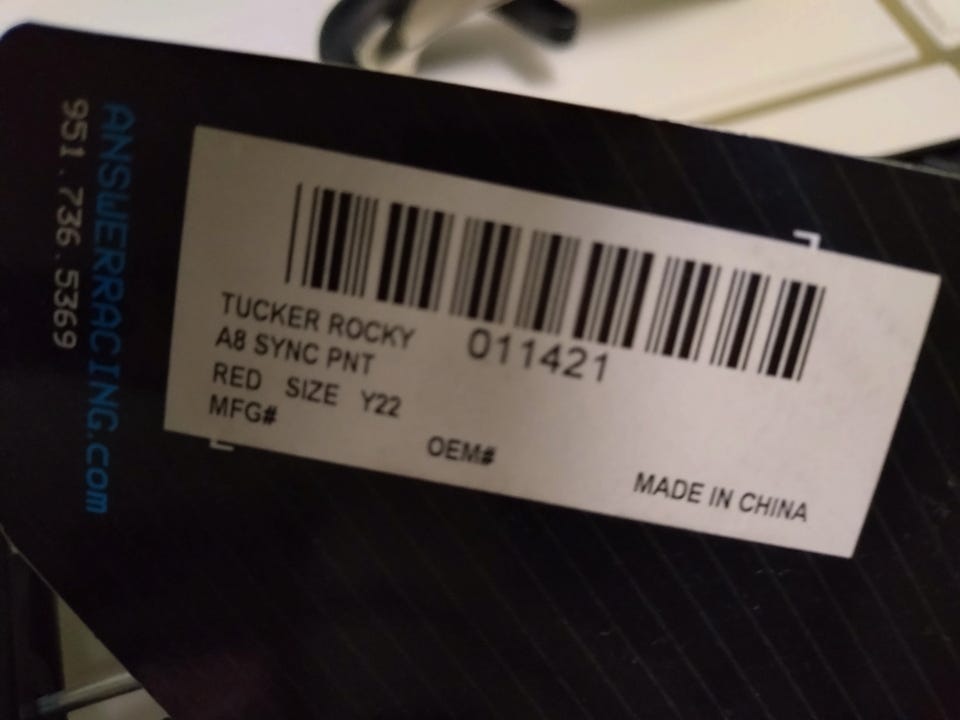 ANSWERRACING.com
951.736.5369
011421
TUCKER ROCKY
A8 SYNC PNT
RED SIZE Y22
MFG#
OEM#
MADE IN CHINA